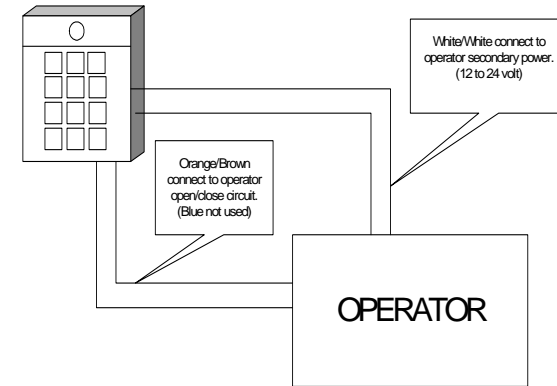 White/White connect to
operator secondary power.
(12 to 24 volt)
Orange/Brown
connect to operator
open/close circuit.
(Blue not used)
OPERATOR